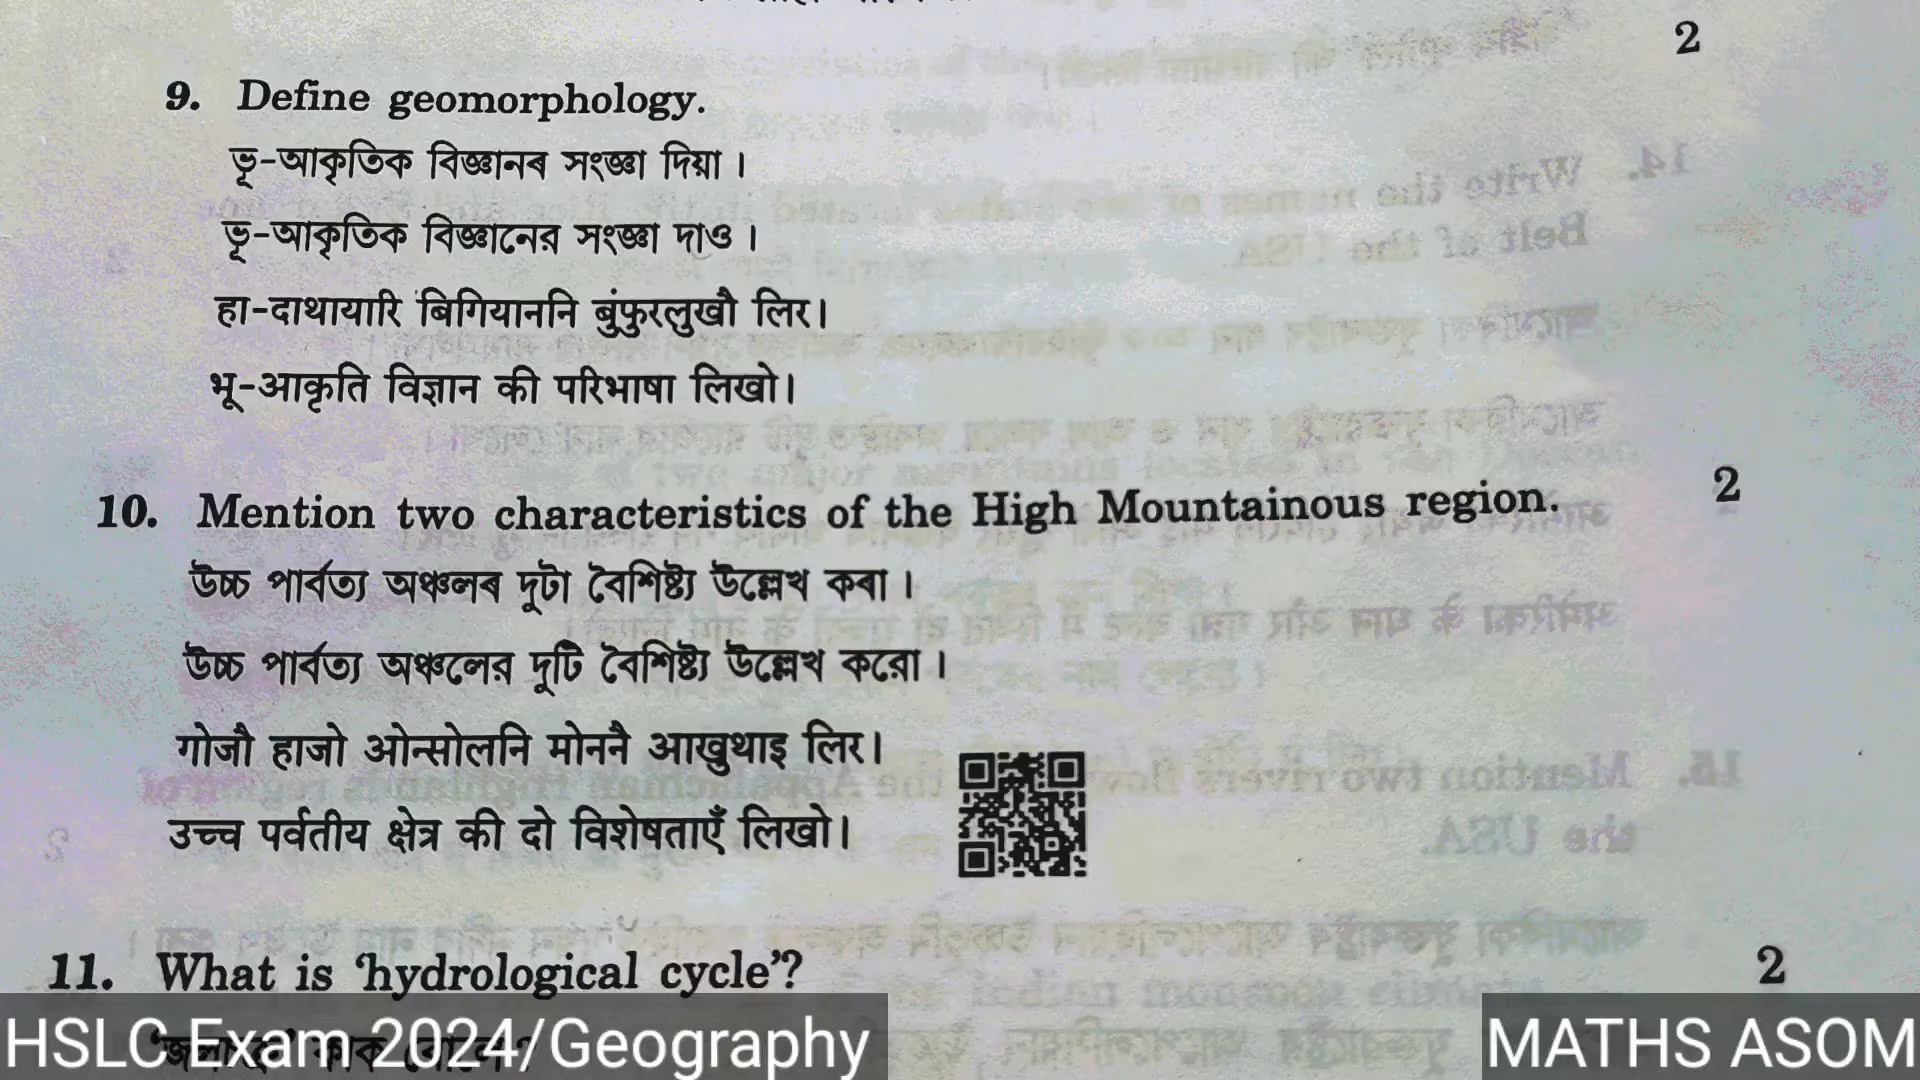 2
9. Define geomorphology.
ভূ-আকৃতিক বিজ্ঞানৰ সংজ্ঞা দিয়া ।
ভূ-আকৃতিক বিজ্ঞানের সংজ্ঞা দাও ।
हा-दाथायारि बिगियाननि बुंफुरलुखौ लिर।
भू-आकृति विज्ञान की परिभाषा लिखो।
10. Mention two characteristics of the High Mountainous region. 2
উচ্চ পার্বত্য অঞ্চলৰ দুটা বৈশিষ্ট্য উল্লেখ কৰা ।
উচ্চ পার্বত্য অঞ্চলের দুটি বৈশিষ্ট্য উল্লেখ করো ।
गोजौ हाजो ओन्सोलनि मोननै आखुथाइ लिर।
उच्च पर्वतीय क्षेत्र की दो विशेषताएँ लिखो।
11. What is ‘hydrological cycle’? 2
HSLC Exam 2024/Geography
MATHS ASOM